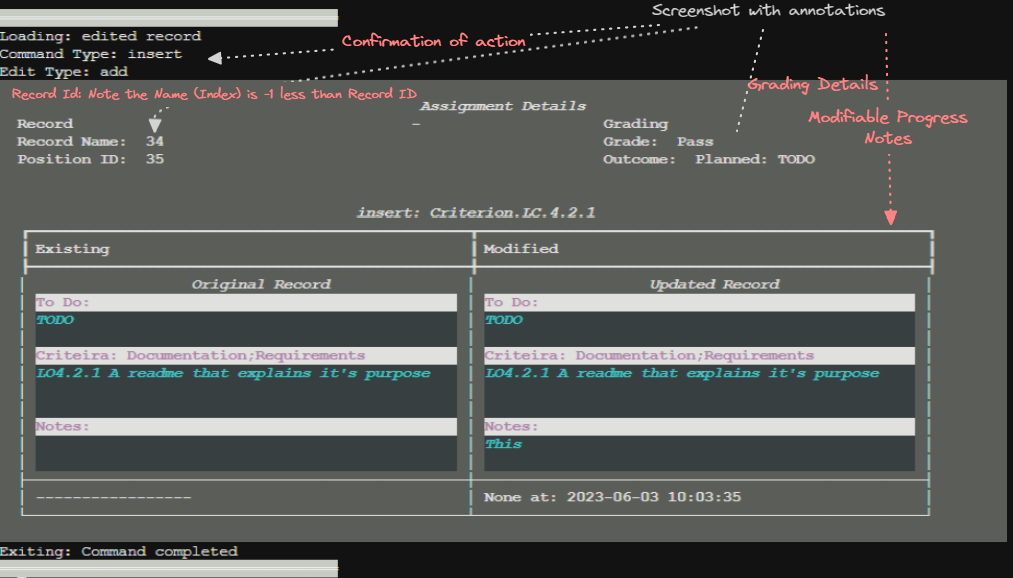 Screenshot with annotations
Loading: edited record
Confirmation of action
Command Type: insert
Edit Type: add
Grading Details
Record Id: Note the Name (Index) is -1 less than Record ID
Assignment Details
Modifiable Progress
Notes
Record – Grading
Record Name: 34 Grade: Pass
Position ID: 35 Outcome: Planned: TODO
insert: Criterion.LC.4.2.1
Existing Modified
Original Record Updated Record
To Do: To Do:
TODO TODO
Criteira: Documentation;Requirements Criteira: Documentation;Requirements
LO4.2.1 A readme that explains it's purpose LO4.2.1 A readme that explains it's purpose
Notes: Notes:
This
----------------- None at: 2023-06-03 10:03:35
Exiting: Command completed